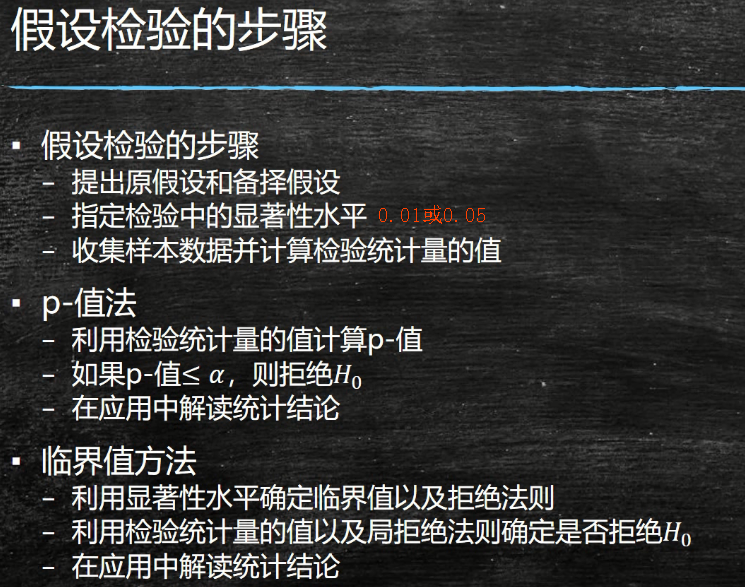 假设检验的步骤
▪ 假设检验的步骤
– 提出原假设和备择假设
– 指定检验中的显著性水平 0.01或0.05
– 收集样本数据并计算检验统计量的值
▪ p-值法
– 利用检验统计量的值计算p-值
– 如果p-值≤ α，则拒绝H₀
– 在应用中解读统计结论
▪ 临界值方法
– 利用显著性水平确定临界值以及拒绝法则
– 利用检验统计量的值以及局拒绝法则确定是否拒绝H₀
– 在应用中解读统计结论